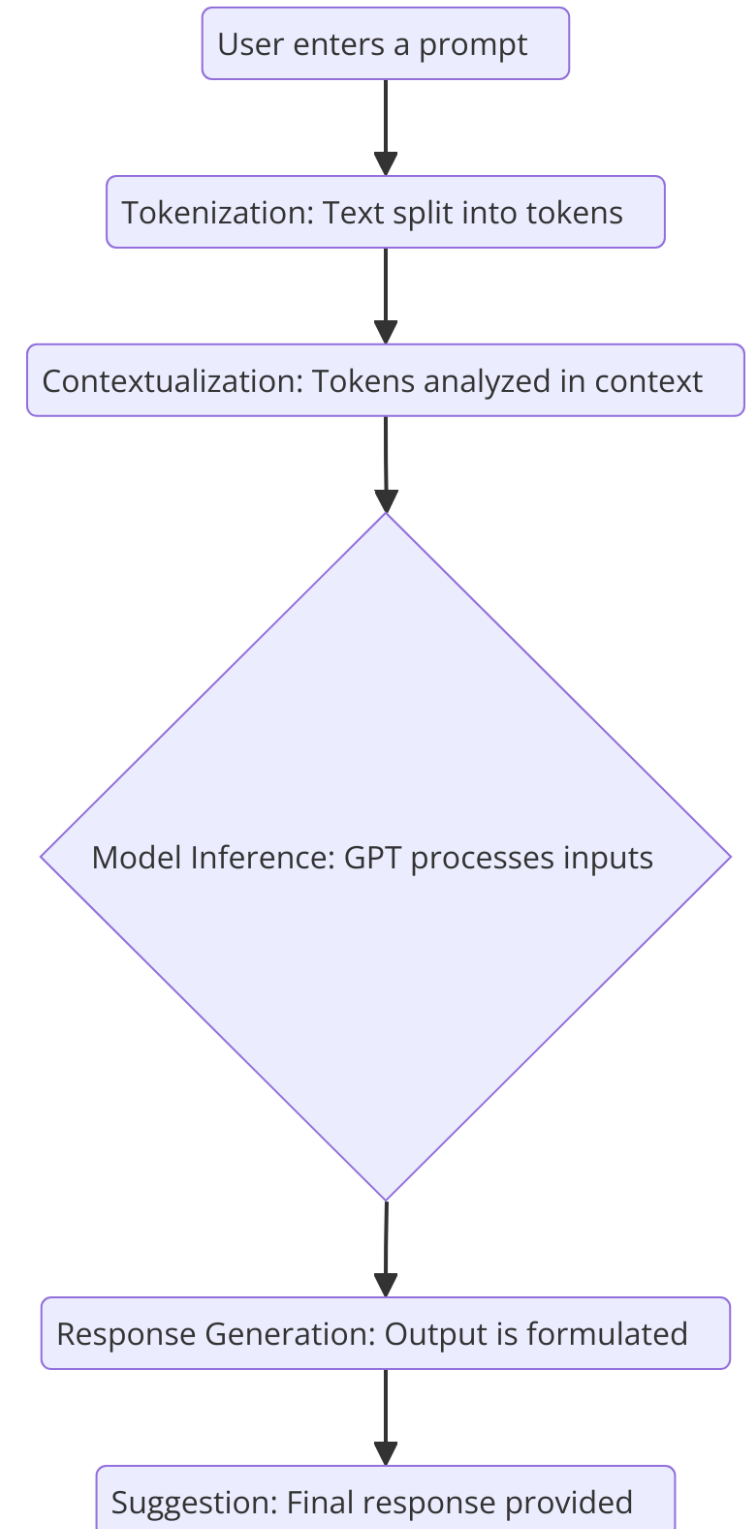 User enters a prompt
Tokenization: Text split into tokens
Contextualization: Tokens analyzed in context
Model Inference: GPT processes inputs
Response Generation: Output is formulated
Suggestion: Final response provided